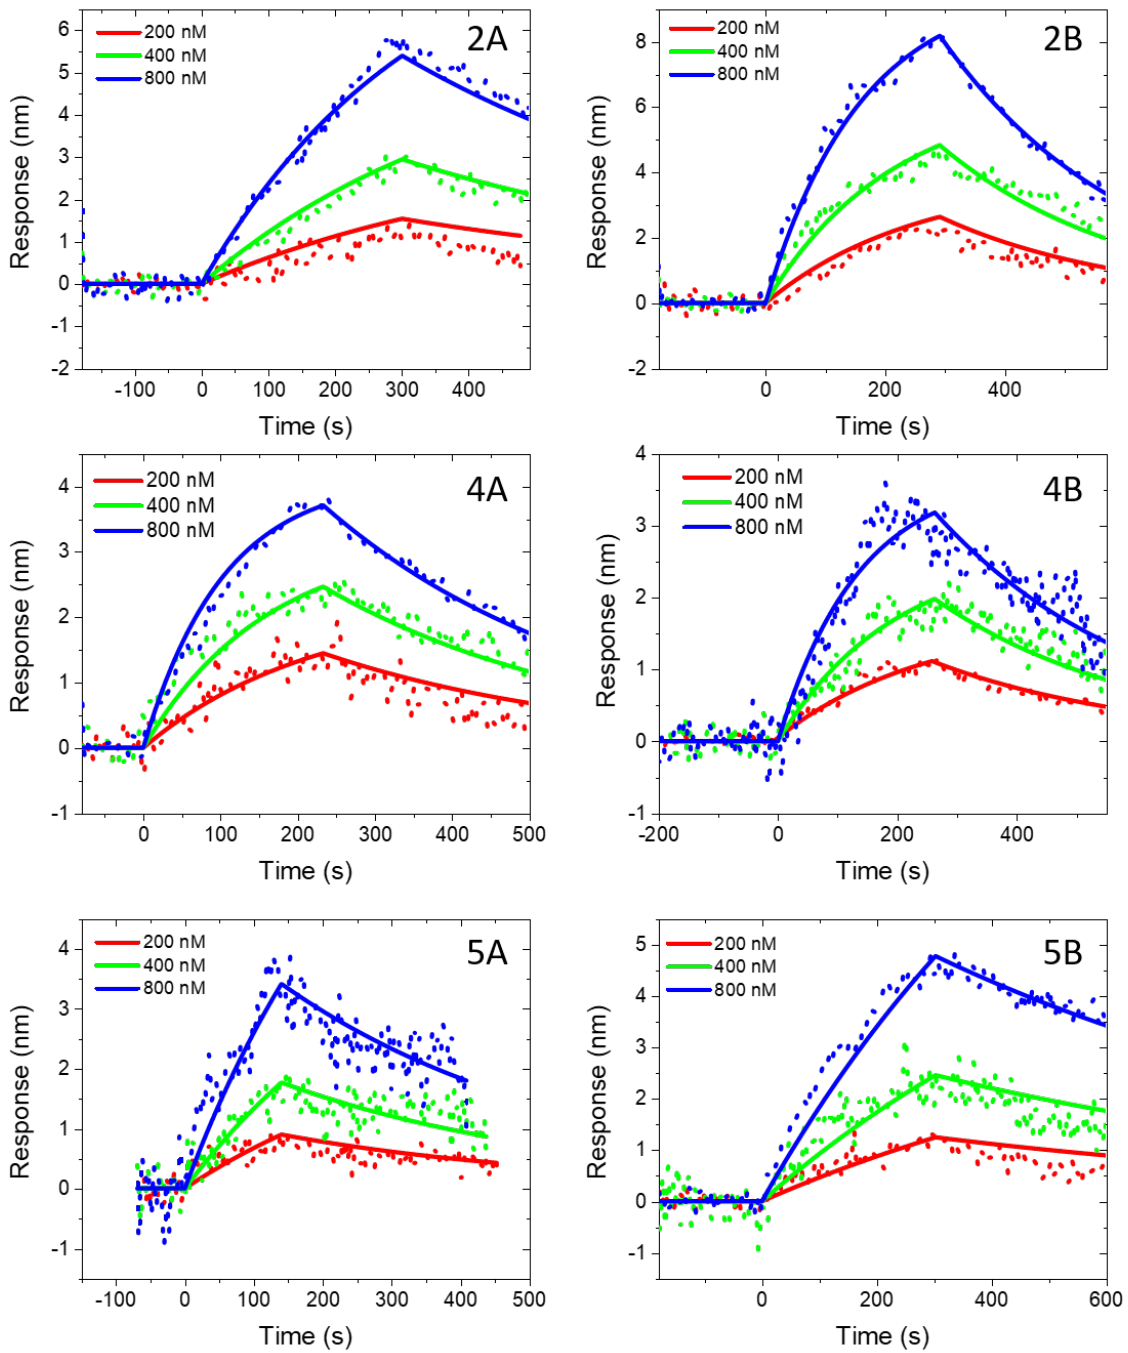 2A
200 nM
400 nM
800 nM
6
5
4
3
2
1
0
-1
-2
Response (nm)
-100 0 100 200 300 400
Time (s)
2B
200 nM
400 nM
800 nM
8
6
4
2
0
-2
Response (nm)
0 200 400
Time (s)
4A
200 nM
400 nM
800 nM
4
3
2
1
0
-1
Response (nm)
0 100 200 300 400 500
Time (s)
4B
200 nM
400 nM
800 nM
4
3
2
1
0
-1
Response (nm)
-200 0 200 400
Time (s)
5A
200 nM
400 nM
800 nM
4
3
2
1
0
-1
Response (nm)
-100 0 100 200 300 400 500
Time (s)
5B
200 nM
400 nM
800 nM
5
4
3
2
1
0
-1
Response (nm)
0 200 400 600
Time (s)